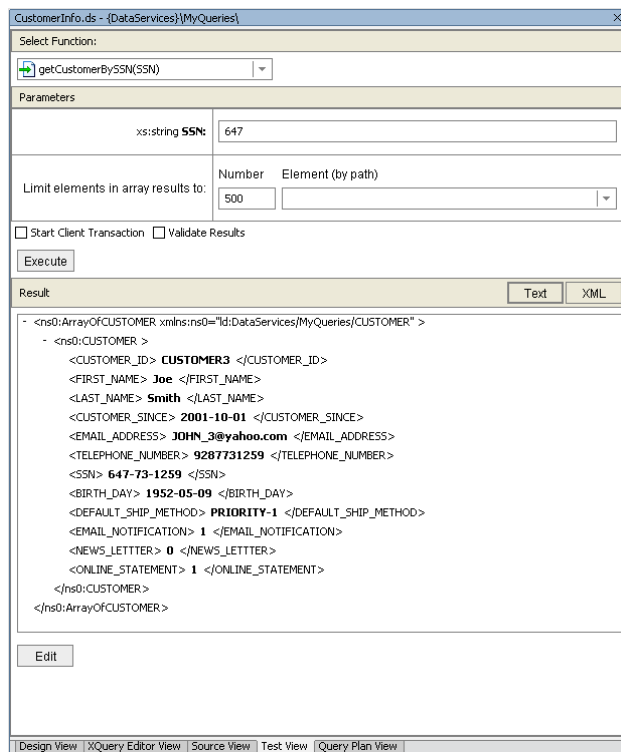 CustomerInfo.ds - {DataServices}\MyQueries\
Select Function:
getCustomerBySSN(SSN)
Parameters
xs:string SSN: 647
Number Element (by path)
Limit elements in array results to: 500
Start Client Transaction Validate Results
Execute
Result Text XML
- <ns0:ArrayOfCUSTOMER xmlns:ns0="ld:DataServices/MyQueries/CUSTOMER" >
- <ns0:CUSTOMER >
<CUSTOMER_ID> CUSTOMER3 </CUSTOMER_ID>
<FIRST_NAME> Joe </FIRST_NAME>
<LAST_NAME> Smith </LAST_NAME>
<CUSTOMER_SINCE> 2001-10-01 </CUSTOMER_SINCE>
<EMAIL_ADDRESS> JOHN_3@yahoo.com </EMAIL_ADDRESS>
<TELEPHONE_NUMBER> 9287731259 </TELEPHONE_NUMBER>
<SSN> 647-73-1259 </SSN>
<BIRTH_DAY> 1952-05-09 </BIRTH_DAY>
<DEFAULT_SHIP_METHOD> PRIORITY-1 </DEFAULT_SHIP_METHOD>
<EMAIL_NOTIFICATION> 1 </EMAIL_NOTIFICATION>
<NEWS_LETTTER> 0 </NEWS_LETTTER>
<ONLINE_STATEMENT> 1 </ONLINE_STATEMENT>
</ns0:CUSTOMER>
</ns0:ArrayOfCUSTOMER>
Edit
Design View XQuery Editor View Source View Test View Query Plan View